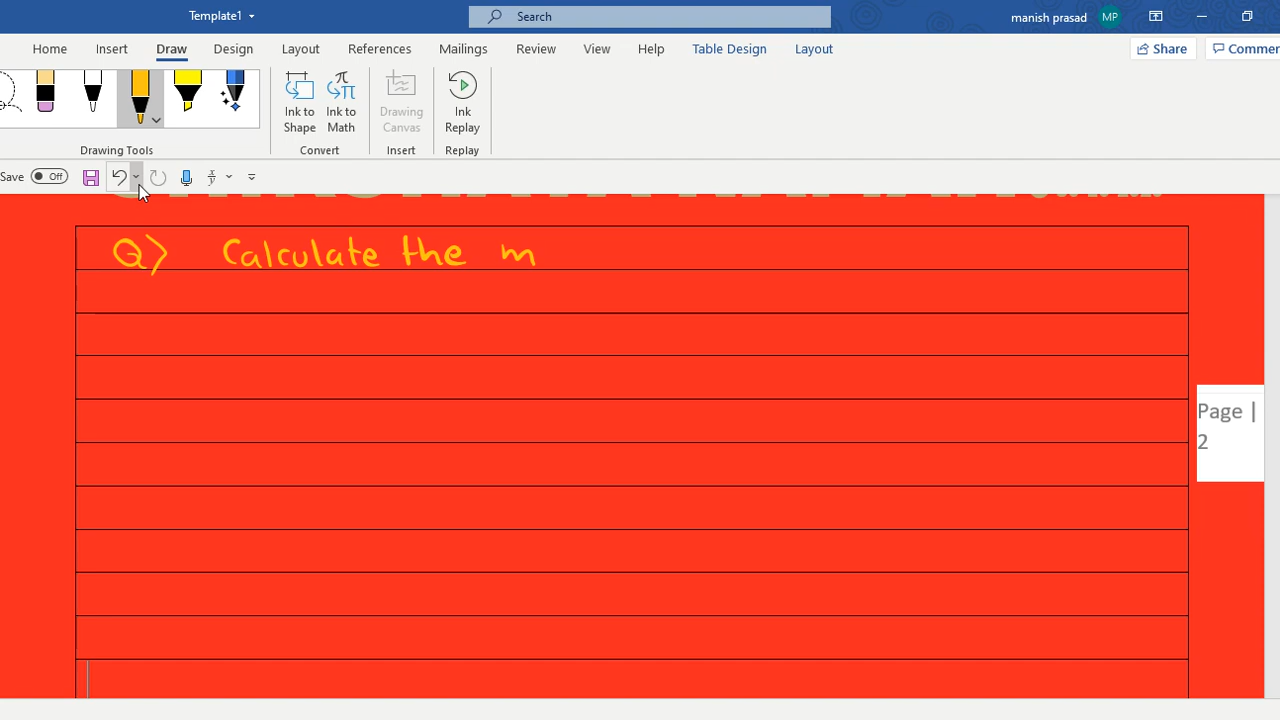 Template1
Search
manish prasad MP
Home Insert Draw Design Layout References Mailings Review View Help Table Design Layout Share Commen
Ink to Shape
Ink to Math
Drawing Canvas
Ink Replay
Drawing Tools Convert Insert Replay
Save Off
Q) Calculate the m
Page |
2